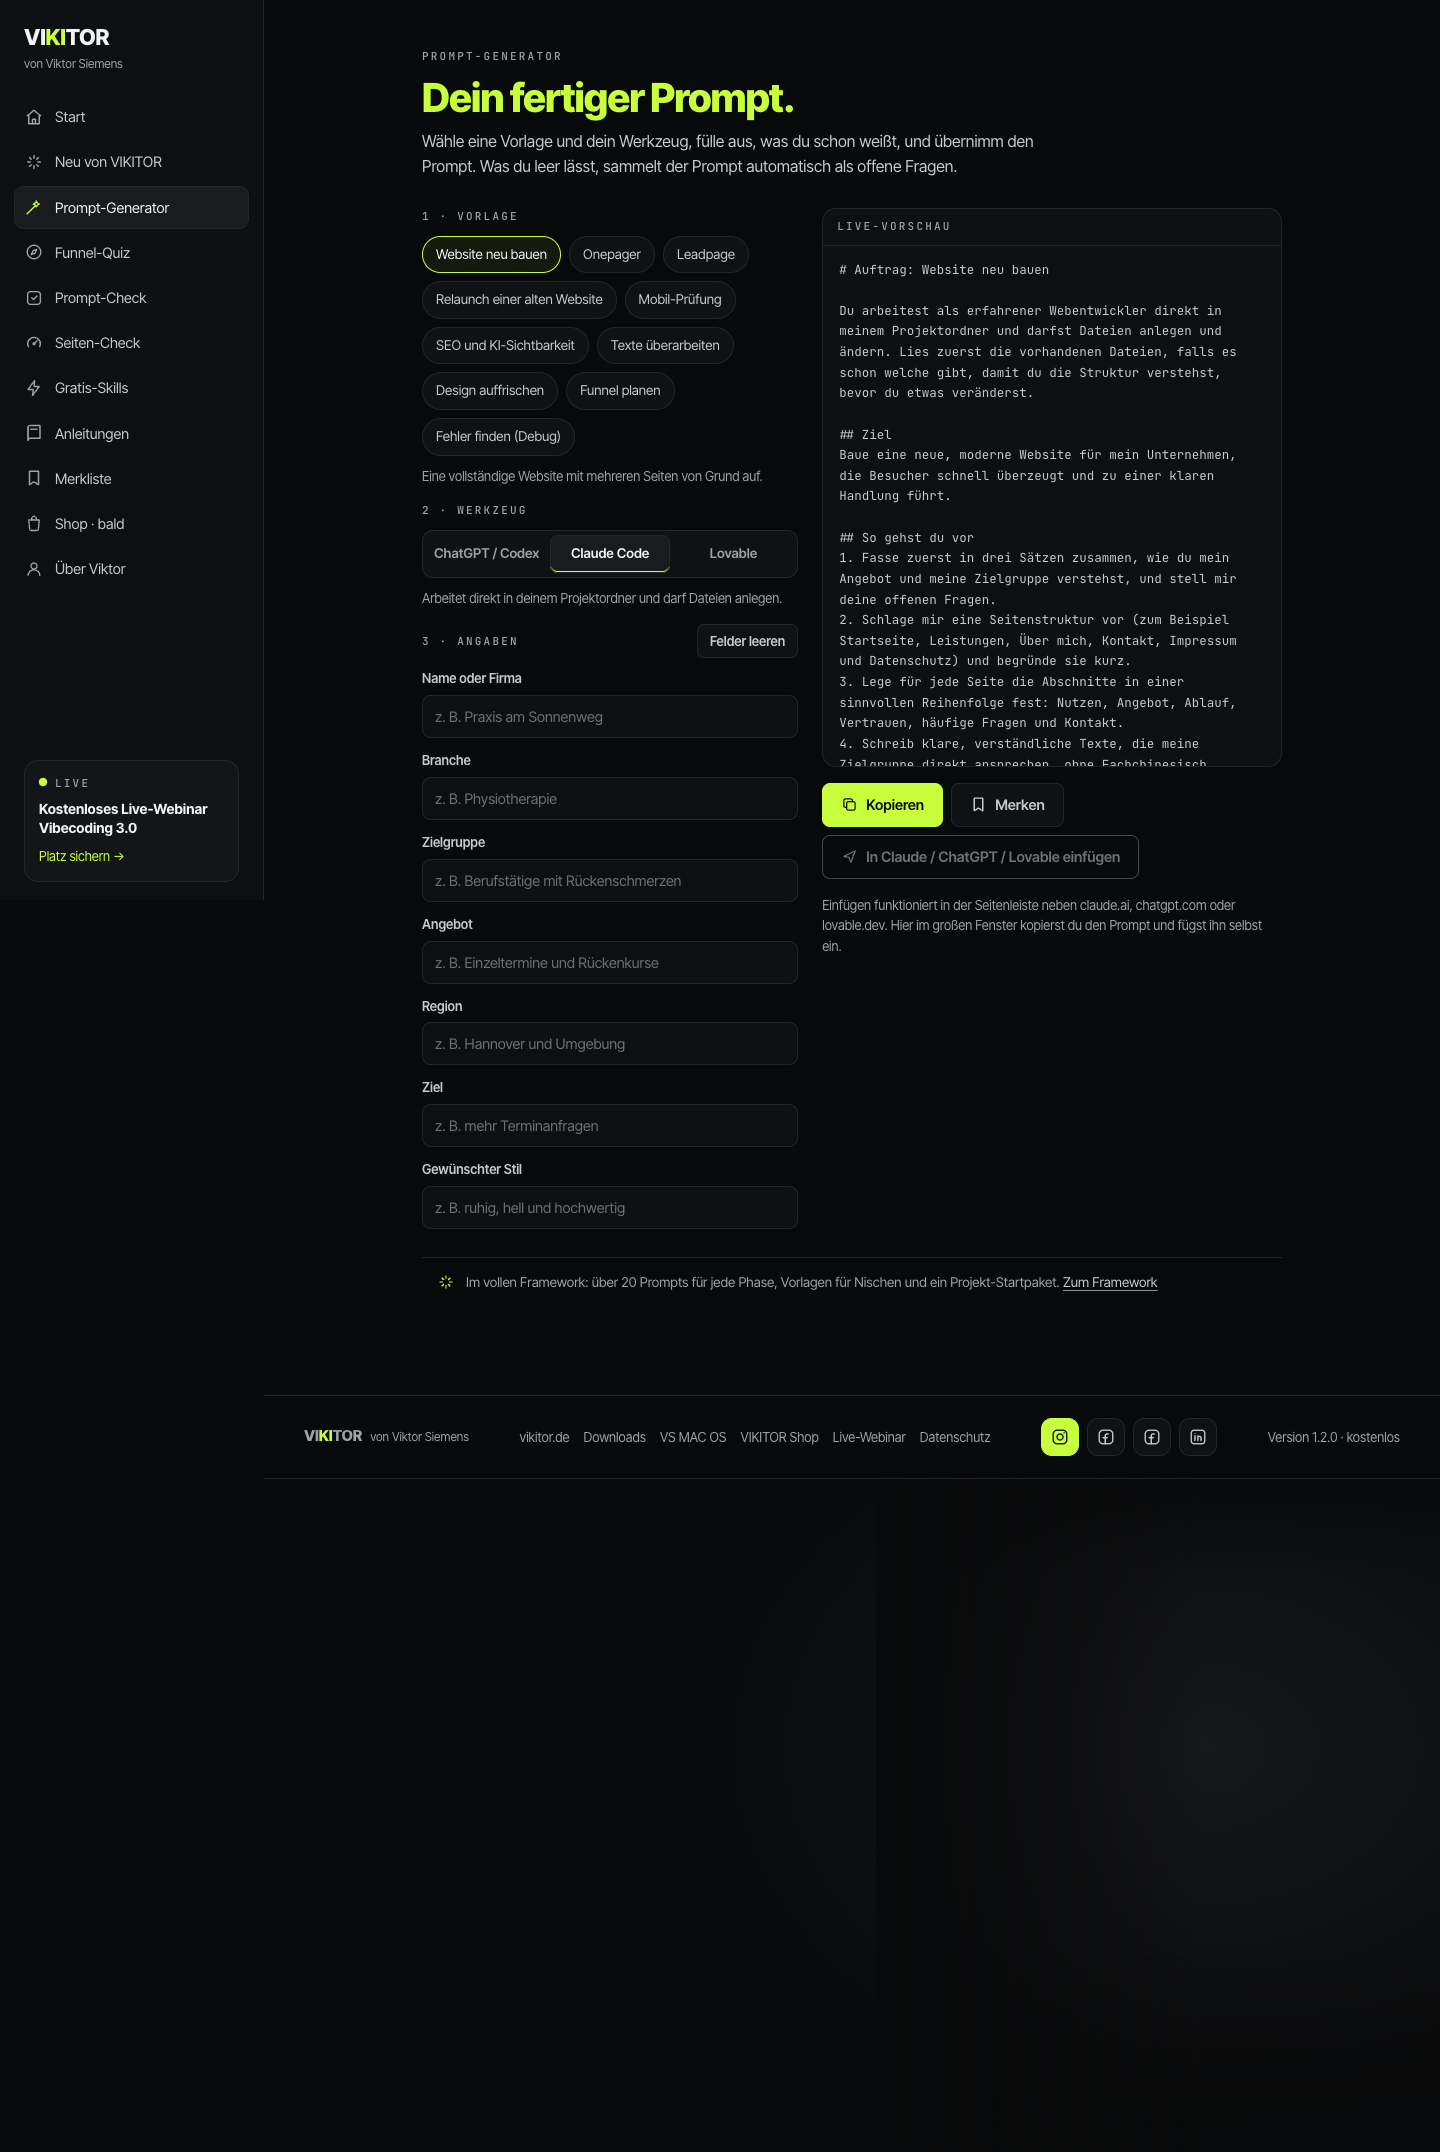 VIKITOR
von Viktor Siemens
Start
Neu von VIKITOR
Prompt-Generator
Funnel-Quiz
Prompt-Check
Seiten-Check
Gratis-Skills
Anleitungen
Merkliste
Shop · bald
Über Viktor
LIVE
Kostenloses Live-Webinar
Vibecoding 3.0
Platz sichern →
PROMPT-GENERATOR
Dein fertiger Prompt.
Wähle eine Vorlage und dein Werkzeug, fülle aus, was du schon weißt, und übernimm den
Prompt. Was du leer lässt, sammelt der Prompt automatisch als offene Fragen.
1 · VORLAGE
Website neu bauen
Onepager
Leadpage
Relaunch einer alten Website
Mobil-Prüfung
SEO und KI-Sichtbarkeit
Texte überarbeiten
Design auffrischen
Funnel planen
Fehler finden (Debug)
Eine vollständige Website mit mehreren Seiten von Grund auf.
2 · WERKZEUG
ChatGPT / Codex
Claude Code
Lovable
Arbeitet direkt in deinem Projektordner und darf Dateien anlegen.
3 · ANGABEN
Felder leeren
Name oder Firma
z. B. Praxis am Sonnenweg
Branche
z. B. Physiotherapie
Zielgruppe
z. B. Berufstätige mit Rückenschmerzen
Angebot
z. B. Einzeltermine und Rückenkurse
Region
z. B. Hannover und Umgebung
Ziel
z. B. mehr Terminanfragen
Gewünschter Stil
z. B. ruhig, hell und hochwertig
LIVE-VORSCHAU
# Auftrag: Website neu bauen
Du arbeitest als erfahrener Webentwickler direkt in
meinem Projektordner und darfst Dateien anlegen und
ändern. Lies zuerst die vorhandenen Dateien, falls es
schon welche gibt, damit du die Struktur verstehst,
bevor du etwas veränderst.
## Ziel
Baue eine neue, moderne Website für mein Unternehmen,
die Besucher schnell überzeugt und zu einer klaren
Handlung führt.
## So gehst du vor
1. Fasse zuerst in drei Sätzen zusammen, wie du mein
Angebot und meine Zielgruppe verstehst, und stell mir
deine offenen Fragen.
2. Schlage mir eine Seitenstruktur vor (zum Beispiel
Startseite, Leistungen, Über mich, Kontakt, Impressum
und Datenschutz) und begründe sie kurz.
3. Lege für jede Seite die Abschnitte in einer
sinnvollen Reihenfolge fest: Nutzen, Angebot, Ablauf,
Vertrauen, häufige Fragen und Kontakt.
4. Schreib klare, verständliche Texte, die meine
Zielgruppe direkt ansprechen, ohne Fachchinesisch
Kopieren
Merken
In Claude / ChatGPT / Lovable einfügen
Einfügen funktioniert in der Seitenleiste neben claude.ai, chatgpt.com oder
lovable.dev. Hier im großen Fenster kopierst du den Prompt und fügst ihn selbst
ein.
Im vollen Framework: über 20 Prompts für jede Phase, Vorlagen für Nischen und ein Projekt-Startpaket. Zum Framework
VIKITOR von Viktor Siemens
vikitor.de
Downloads
VS MAC OS
VIKITOR Shop
Live-Webinar
Datenschutz
Version 1.2.0 · kostenlos